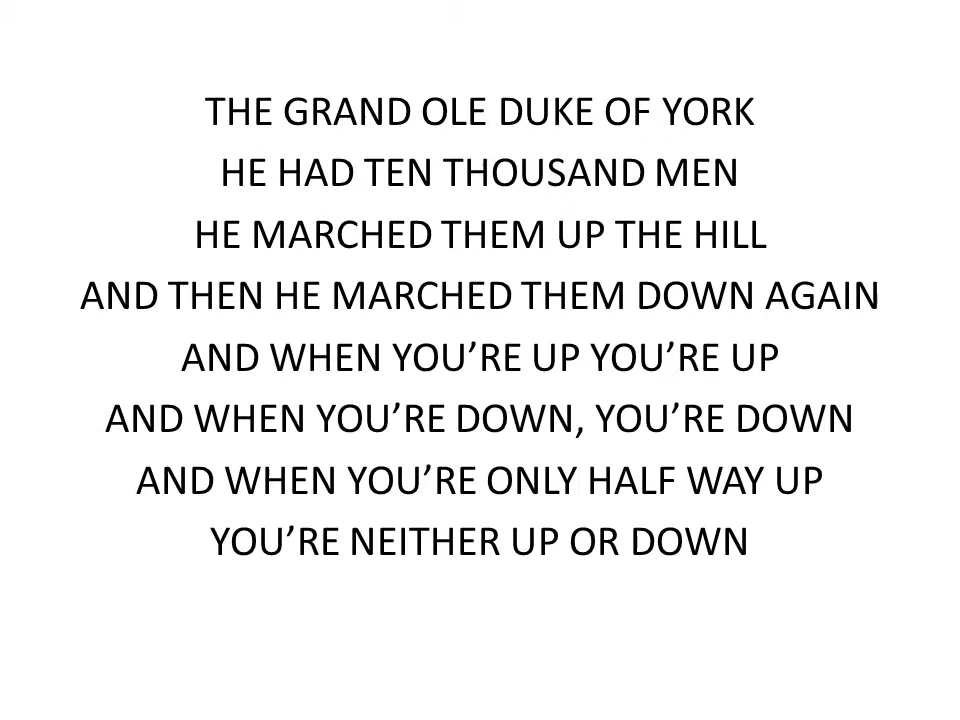 THE GRAND OLE DUKE OF YORK
HE HAD TEN THOUSAND MEN
HE MARCHED THEM UP THE HILL
AND THEN HE MARCHED THEM DOWN AGAIN
AND WHEN YOU’RE UP YOU’RE UP
AND WHEN YOU’RE DOWN, YOU’RE DOWN
AND WHEN YOU’RE ONLY HALF WAY UP
YOU’RE NEITHER UP OR DOWN